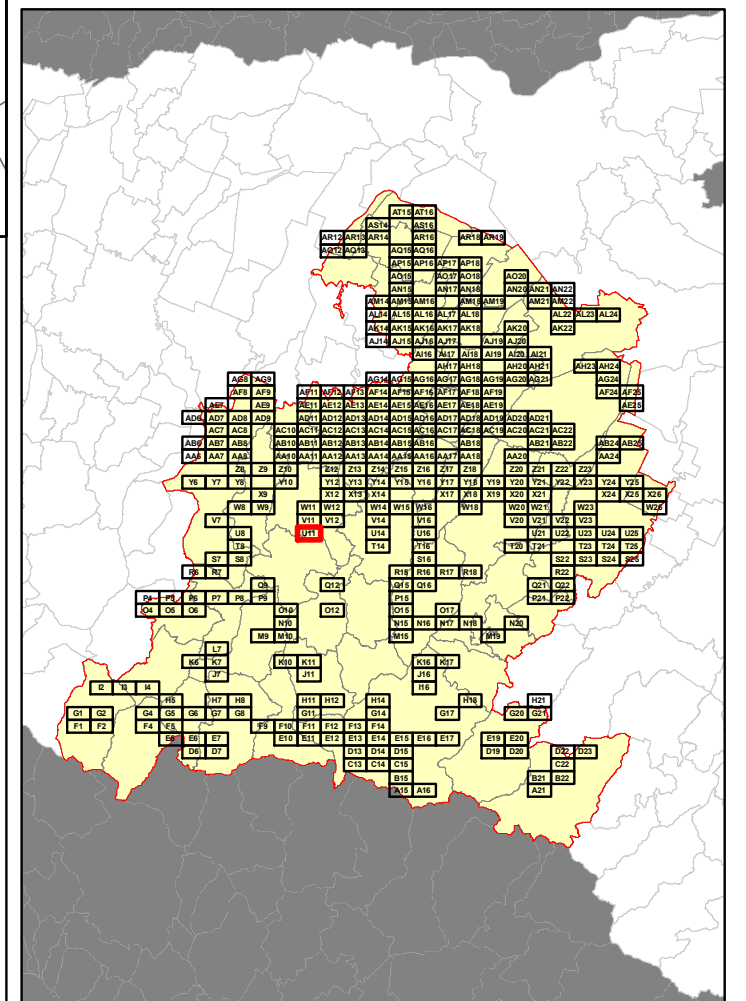 AT15 AT16
AS14 AS16
AR12 AR13 AR14 AR16 AR18 AR19
AQ12 AQ13 AQ15 AQ16
AP15 AP16 AP17 AP18
AO15 AO17 AO18 AO20
AN15 AN17 AN18 AN20 AN21 AN22
AM14 AM15 AM16 AM18 AM19 AM21 AM22
AL14 AL15 AL16 AL17 AL18 AL22 AL23 AL24
AK14 AK15 AK16 AK17 AK18 AK20 AK22
AJ14 AJ15 AJ16 AJ17 AJ19 AJ20
AI16 AI17 AI18 AI19 AI20 AI21
AH17 AH18 AH20 AH21 AH23 AH24
AG8 AG9 AG14 AG15 AG16 AG17 AG18 AG19 AG20 AG21 AG24
AF8 AF9 AF11 AF12 AF13 AF14 AF15 AF16 AF17 AF18 AF19 AF24 AF25
AE7 AE9 AE11 AE12 AE13 AE14 AE15 AE16 AE17 AE18 AE19 AE25
AD6 AD7 AD8 AD9 AD11 AD12 AD13 AD14 AD15 AD16 AD17 AD18 AD19 AD20 AD21
AC7 AC8 AC10 AC11 AC12 AC13 AC14 AC15 AC16 AC17 AC18 AC19 AC20 AC21 AC22
AB6 AB7 AB8 AB10 AB11 AB12 AB13 AB14 AB15 AB16 AB18 AB21 AB22 AB24 AB25
AA6 AA7 AA8 AA10 AA11 AA12 AA13 AA14 AA15 AA16 AA17 AA18 AA20 AA24
Z8 Z9 Z10 Z12 Z13 Z14 Z15 Z16 Z17 Z18 Z20 Z21 Z22 Z23
Y6 Y7 Y8 Y10 Y12 Y13 Y14 Y15 Y16 Y17 Y18 Y19 Y20 Y21 Y22 Y23 Y24 Y25
X9 X12 X13 X14 X17 X18 X19 X20 X21 X24 X25 X26
W8 W9 W11 W12 W14 W15 W16 W18 W20 W21 W23 W26
V7 V11 V12 V14 V16 V20 V21 V22 V23
U8 U11 U14 U16 U21 U22 U23 U24 U25
T8 T14 T16 T20 T21 T23 T24 T25
S7 S8 S16 S22 S23 S24 S25
R6 R7 R15 R16 R17 R18 R22
Q9 Q12 Q15 Q16 Q21 Q22
P4 P5 P6 P7 P8 P9 P15 P21 P22
O4 O5 O6 O10 O12 O15 O17
N10 N15 N16 N17 N18 N20
M9 M10 M15 M19
L7
K6 K7 K10 K11 K16 K17
J7 J11 J16
I2 I3 I4 I16
H5 H7 H8 H11 H12 H14 H18 H21
G1 G2 G4 G5 G6 G7 G8 G11 G14 G17 G20 G21
F1 F2 F4 F5 F9 F10 F11 F12 F13 F14
E5 E6 E7 E10 E11 E12 E13 E14 E15 E16 E17 E19 E20
D6 D7 D13 D14 D15 D19 D20 D22 D23
C13 C14 C15 C22
B15 B21 B22
A15 A16 A21